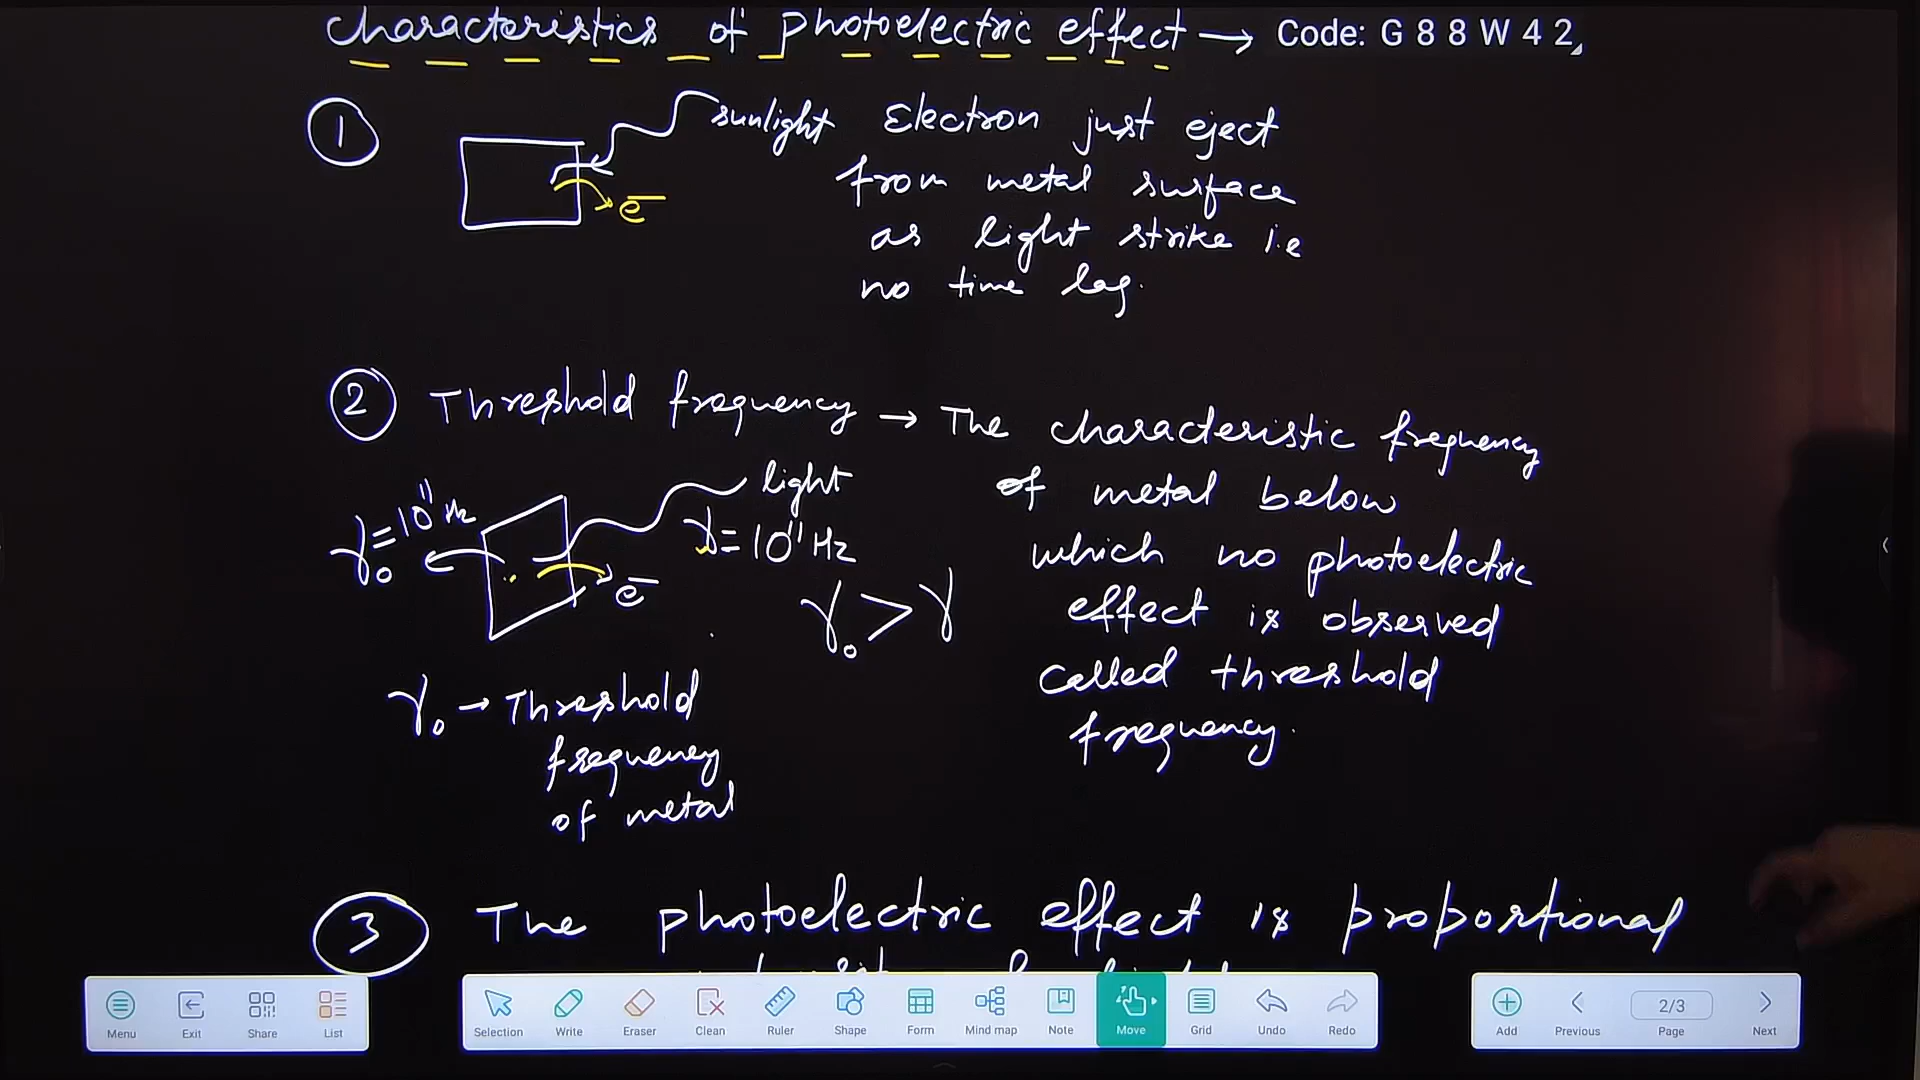 Characteristics of photoelectric effect → Code: G 8 8 W 4 2
1
sunlight
e⁻
Electron just eject
from metal surface
as light strike i.e
no time lag.
2 Threshold frequency → The characteristic frequency
of metal below
which no photoelectric
effect is observed
called threshold
frequency.
γ₀ = 10¹¹ Hz
light
γ = 10¹¹ Hz
e⁻
γ₀ > γ
γ₀ → Threshold
frequency
of metal
3 The photoelectric effect is proportional
Menu Exit Share List
Selection Write Eraser Clean Ruler Shape Form Mind map Note Move Grid Undo Redo
Add Previous 2/3 Page Next